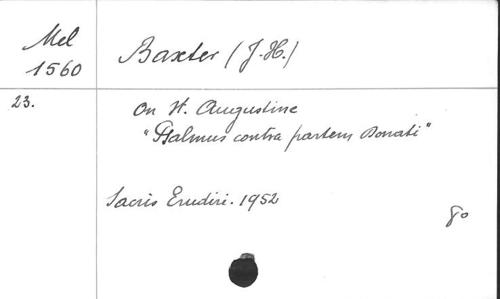 Mel
1560
Baxter (J.H.)
23.
On St. Augustine
"Psalmus contra partem Donati"
Sacris Erudiri. 1952
8o